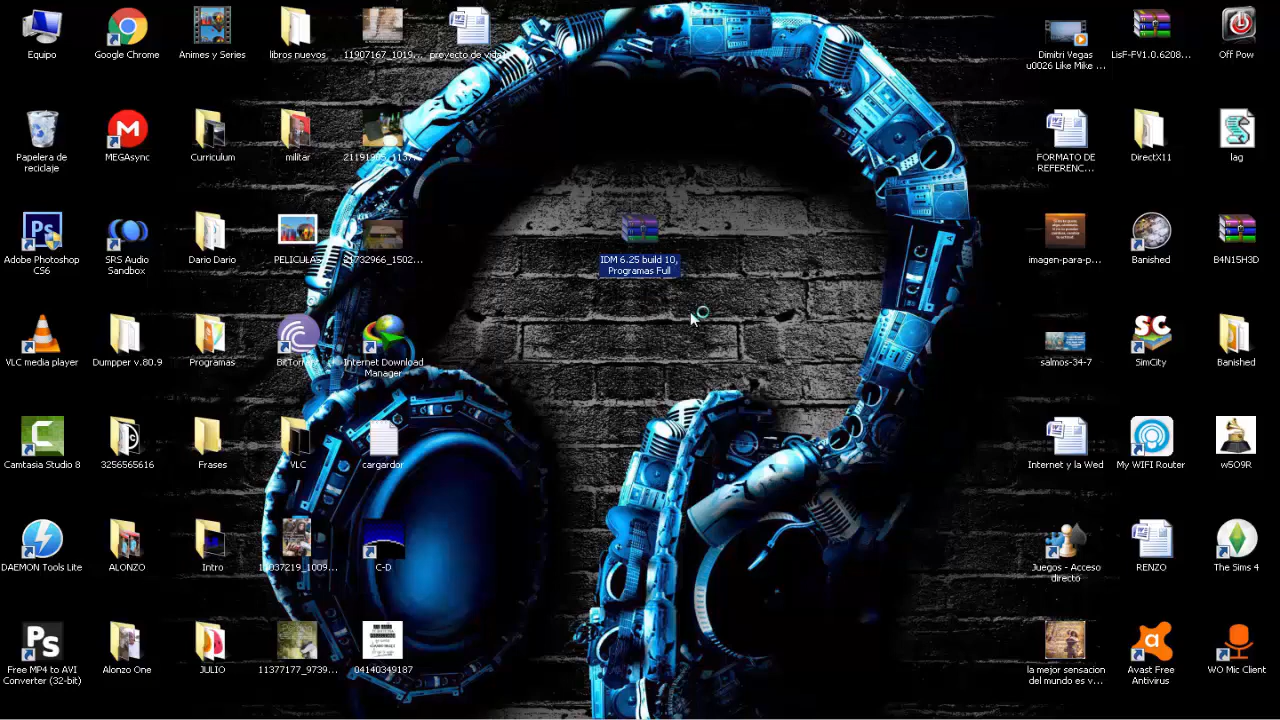 Equipo
Google Chrome
Animes y Series
libros nuevos
11907167_1019...
proyecto de vida
Dimitri Vegas
u0026 Like Mike ...
LisF-FV1.0.6208...
Off Pow
Papelera de
reciclaje
MEGAsync
Curriculum
militar
FORMATO DE
REFERENC...
DirectX11
lag
Adobe Photoshop
CS6
SRS Audio
Sandbox
Dario Dario
PELICULAS
IDM 6.25 build 10,
Programas Full
imagen-para-p...
Banished
B4N15H3D
VLC media player
Dumpper v.80.9
Programas
BitTorrent
Internet Download
Manager
salmos-34-7
SimCity
Banished
Camtasia Studio 8
3256565616
Frases
VLC
cargardor
Internet y la Wed
My WIFI Router
w5O9R
DAEMON Tools Lite
ALONZO
Intro
C-D
Juegos - Acceso
directo
RENZO
The Sims 4
Free MP4 to AVI
Converter (32-bit)
Alonzo One
JULIO
11377177_9739...
04140349187
la mejor sensacion
del mundo es v...
Avast Free
Antivirus
WO Mic Client